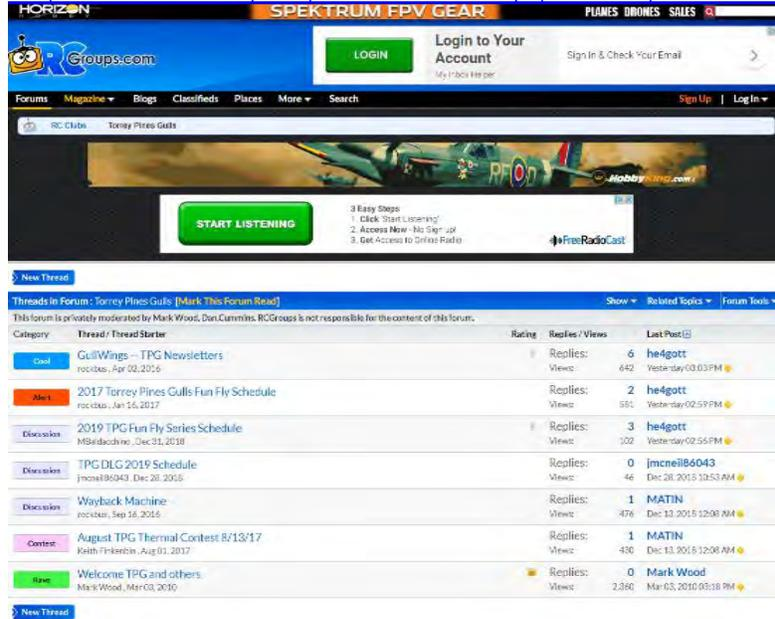 HORIZON
HOBBY
SPEKTRUM FPV GEAR
PLANES DRONES SALES
RCGroups.com
LOGIN
Login to Your
Account
My Inbox Helper
Sign In & Check Your Email
Forums Magazine Blogs Classifieds Places More Search Sign Up | Log In
RC Clubs Torrey Pines Gulls
HobbyKing.com
START LISTENING
3 Easy Steps
1. Click 'Start Listening'
2. Access Now - No Sign up!
3. Get Access to Online Radio
FreeRadioCast
New Thread
Threads in Forum : Torrey Pines Gulls [Mark This Forum Read] Show Related Topics Forum Tools
This forum is privately moderated by Mark Wood, Dan.Cummins. RCGroups is not responsible for the content of this forum.
Category Thread / Thread Starter Rating Replies / Views Last Post
Cool GullWings -- TPG Newsletters Replies: 6 he4gott
rockbus, Apr 02, 2016 Views: 642 Yesterday 03:03 PM
Alert 2017 Torrey Pines Gulls Fun Fly Schedule Replies: 2 he4gott
rockbus, Jan 16, 2017 Views: 551 Yesterday 02:59 PM
Discussion 2019 TPG Fun Fly Series Schedule Replies: 3 he4gott
MBaldacchino, Dec 31, 2018 Views: 102 Yesterday 02:56 PM
Discussion TPG DLG 2019 Schedule Replies: 0 jmcneil86043
jmcneil86043, Dec 28, 2018 Views: 46 Dec 28, 2018 10:53 AM
Discussion Wayback Machine Replies: 1 MATIN
rockbus, Sep 16, 2016 Views: 476 Dec 13, 2018 12:08 AM
Contest August TPG Thermal Contest 8/13/17 Replies: 1 MATIN
Keith Finkenbin, Aug 01, 2017 Views: 430 Dec 13, 2018 12:08 AM
Rave Welcome TPG and others Replies: 0 Mark Wood
Mark Wood, Mar 03, 2010 Views: 2,360 Mar 03, 2010 03:18 PM
New Thread